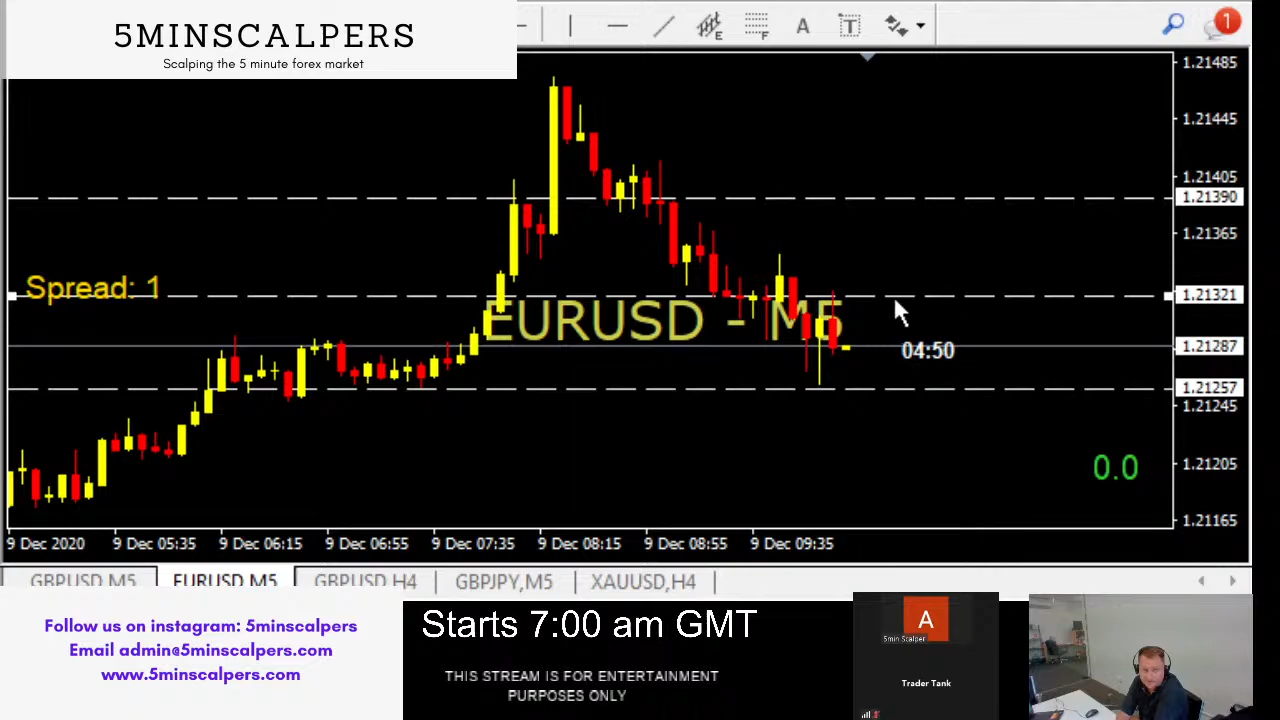 5MINSCALPERS
Scalping the 5 minute forex market
E
F
A
T
1
1.21485
1.21445
1.21405
1.21390
1.21365
Spread: 1
1.21321
EURUSD - M5
04:50
1.21287
1.21257
1.21245
0.0
1.21205
1.21165
9 Dec 2020 9 Dec 05:35 9 Dec 06:15 9 Dec 06:55 9 Dec 07:35 9 Dec 08:15 9 Dec 08:55 9 Dec 09:35
GBPUSD M5 EURUSD M5 GBPUSD H4 GBPJPY,M5 XAUUSD,H4
Follow us on instagram: 5minscalpers
Email admin@5minscalpers.com
www.5minscalpers.com
Starts 7:00 am GMT
THIS STREAM IS FOR ENTERTAINMENT
PURPOSES ONLY
A
5min Scalper
Trader Tank